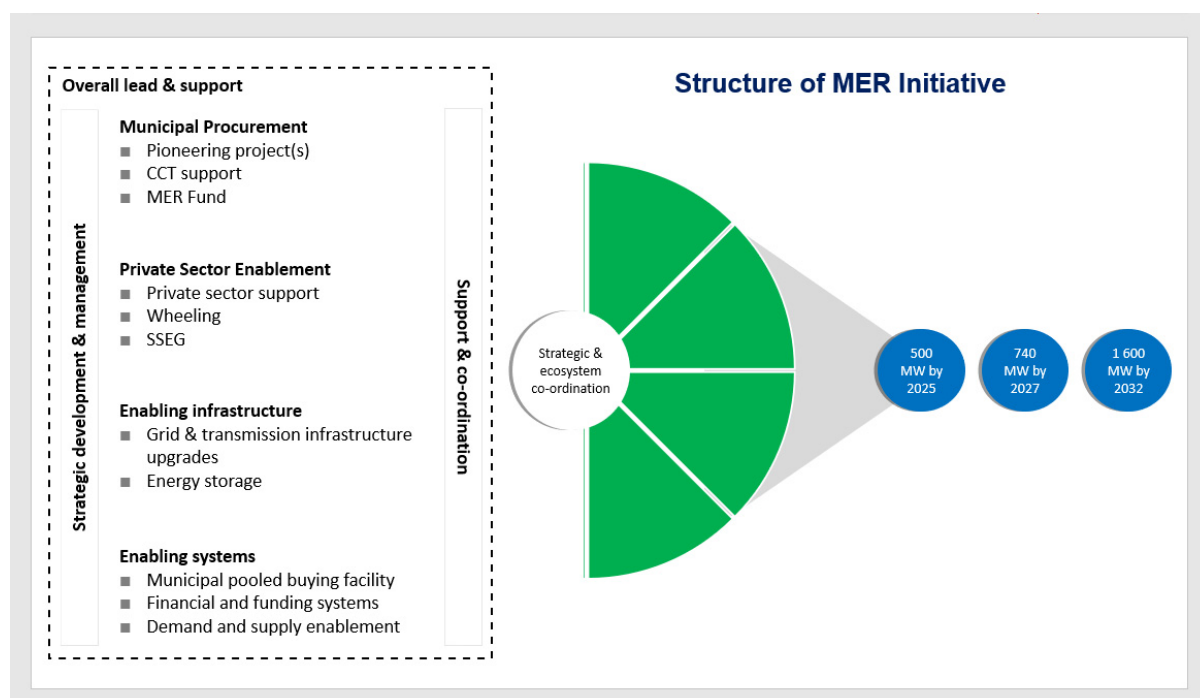 Structure of MER Initiative
Overall lead & support
Strategic development & management
Municipal Procurement
■ Pioneering project(s)
■ CCT support
■ MER Fund
Private Sector Enablement
■ Private sector support
■ Wheeling
■ SSEG
Enabling infrastructure
■ Grid & transmission infrastructure
upgrades
■ Energy storage
Enabling systems
■ Municipal pooled buying facility
■ Financial and funding systems
■ Demand and supply enablement
Support & co-ordination
Strategic &
ecosystem
co-ordination
500
MW by
2025
740
MW by
2027
1 600
MW by
2032